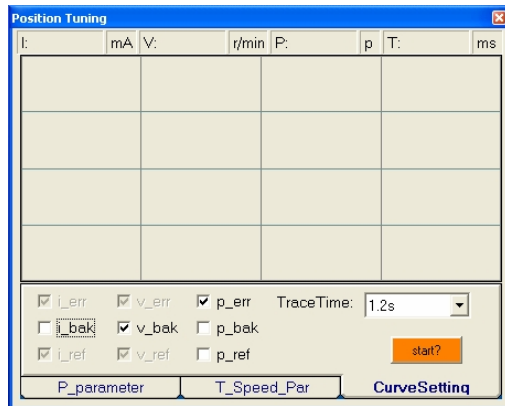 Position Tuning
I: mA V: r/min P: p T: ms
i_err v_err p_err TraceTime: 1.2s
i_bak v_bak p_bak
i_ref v_ref p_ref start?
P_parameter T_Speed_Par CurveSetting